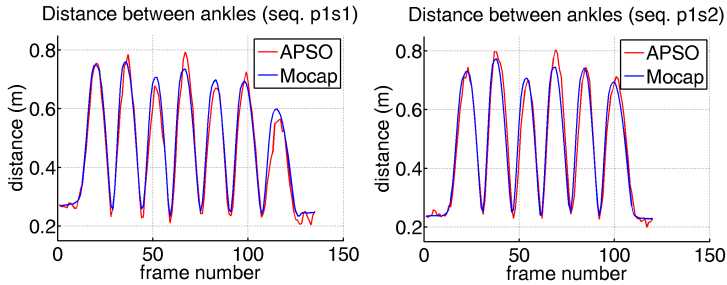 Distance between ankles (seq. p1s1)
0.8
0.6
0.4
0.2
distance (m)
APSO
Mocap
0 50 100 150
frame number
Distance between ankles (seq. p1s2)
0.8
0.6
0.4
0.2
distance (m)
APSO
Mocap
0 50 100 150
frame number